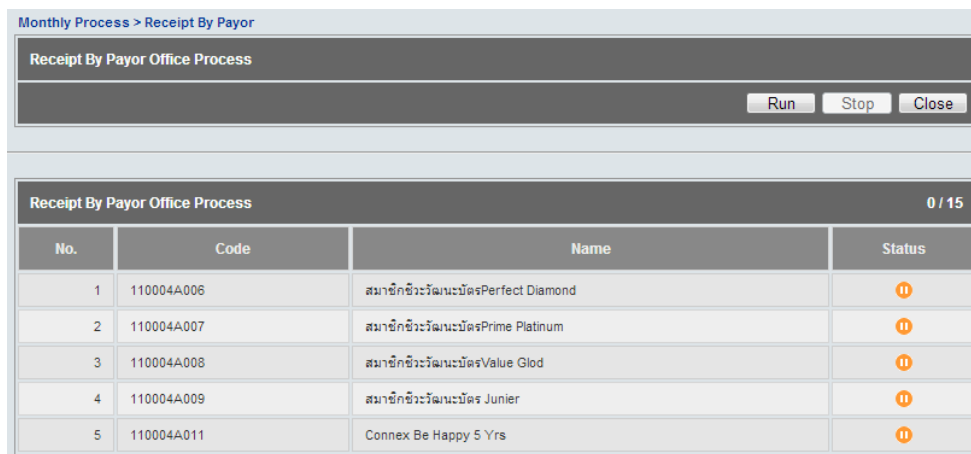 Monthly Process > Receipt By Payor
Receipt By Payor Office Process
Run Stop Close
Receipt By Payor Office Process 0 / 15
No. Code Name Status
1 110004A006 สมาชิกชีวะวัฒนะบัตรPerfect Diamond
2 110004A007 สมาชิกชีวะวัฒนะบัตรPrime Platinum
3 110004A008 สมาชิกชีวะวัฒนะบัตรValue Glod
4 110004A009 สมาชิกชีวะวัฒนะบัตร Junier
5 110004A011 Connex Be Happy 5 Yrs